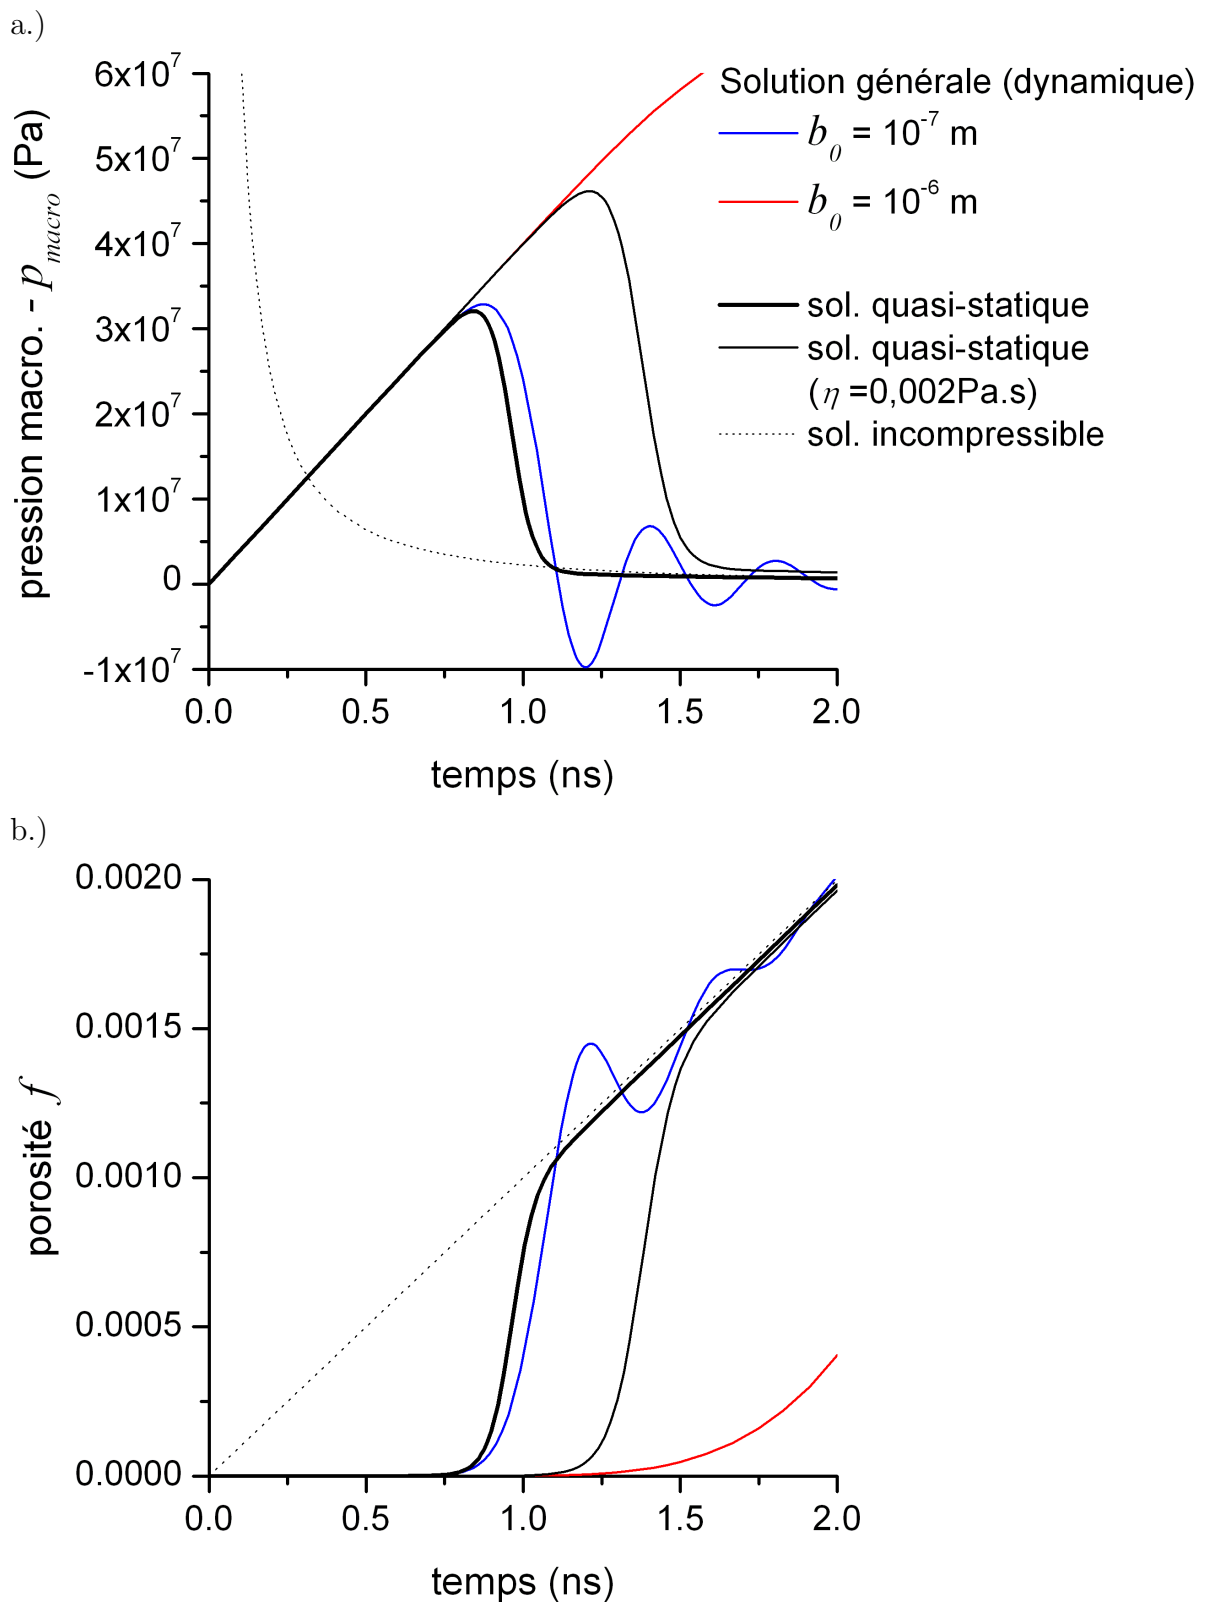 a.)
6x10^7
5x10^7
4x10^7
3x10^7
2x10^7
1x10^7
0
-1x10^7
pression macro. - p_macro (Pa)
0.0
0.5
1.0
1.5
2.0
temps (ns)
Solution générale (dynamique)
b_0 = 10^-7 m
b_0 = 10^-6 m
sol. quasi-statique
sol. quasi-statique
(η =0,002Pa.s)
sol. incompressible
b.)
0.0020
0.0015
0.0010
0.0005
0.0000
porosité f
0.0
0.5
1.0
1.5
2.0
temps (ns)